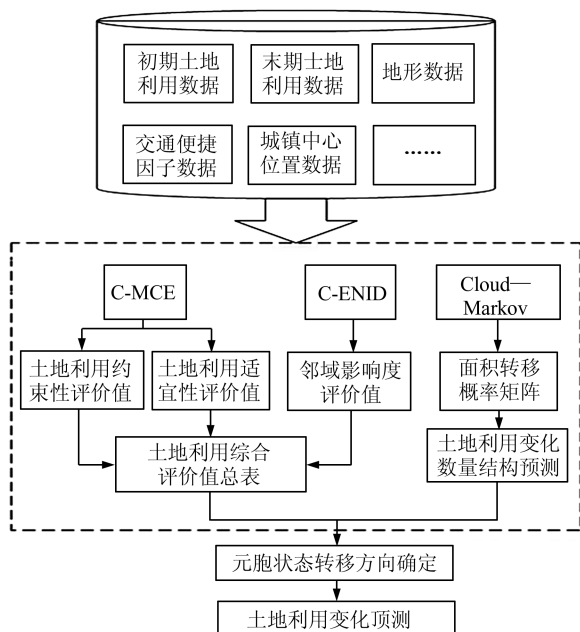 初期土地
利用数据
末期士地
利用数据
地形数据
交通便捷
因子数据
城镇中心
位置数据
……
C-MCE
C-ENID
Cloud—
Markov
土地利用约
束性评价值
土地利用适
宜性评价值
邻域影响度
评价值
面积转移
概率矩阵
土地利用综合
评价值总表
土地利用变化
数量结构预测
元胞状态转移方向确定
土地利用变化顶测